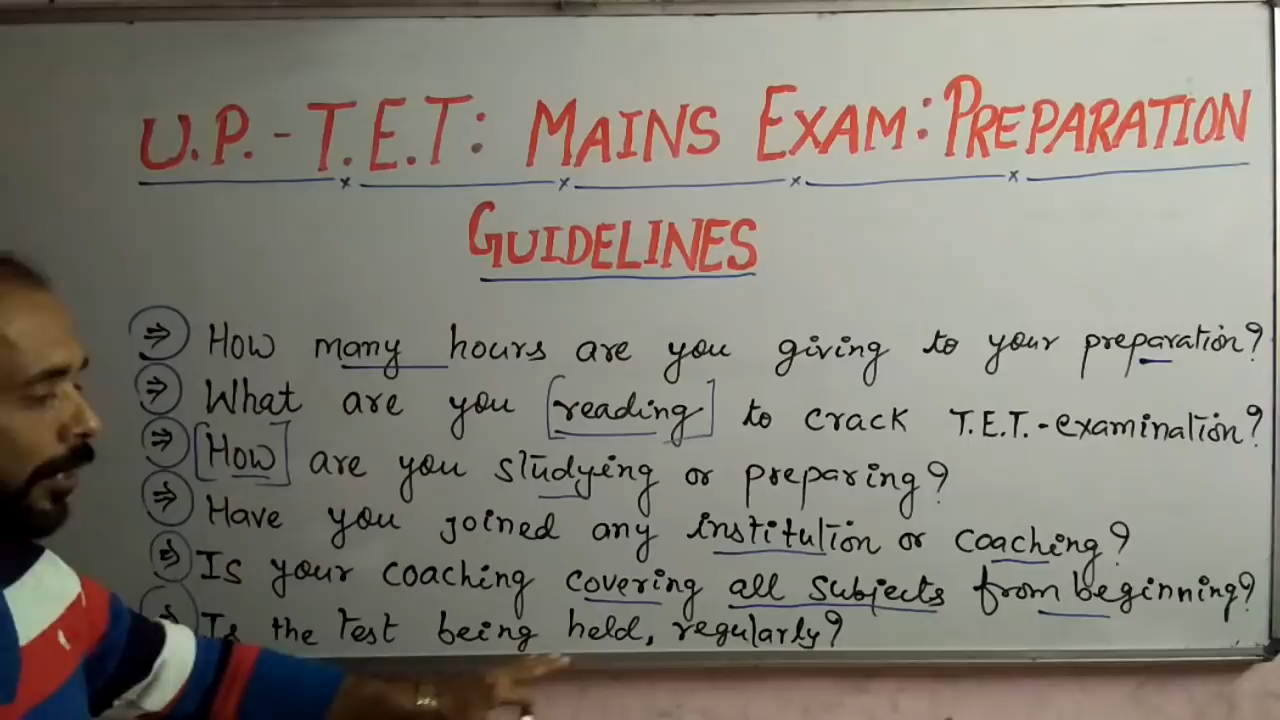 U.P.-T.E.T: MAINS EXAM: PREPARATION
GUIDELINES
⇒ How many hours are you giving to your preparation?
⇒ What are you [reading] to crack T.E.T.-examination?
⇒ [How] are you studying or preparing?
⇒ Have you joined any institution or coaching?
⇒ Is your coaching covering all subjects from beginning?
⇒ Is the Test being held, regularly?